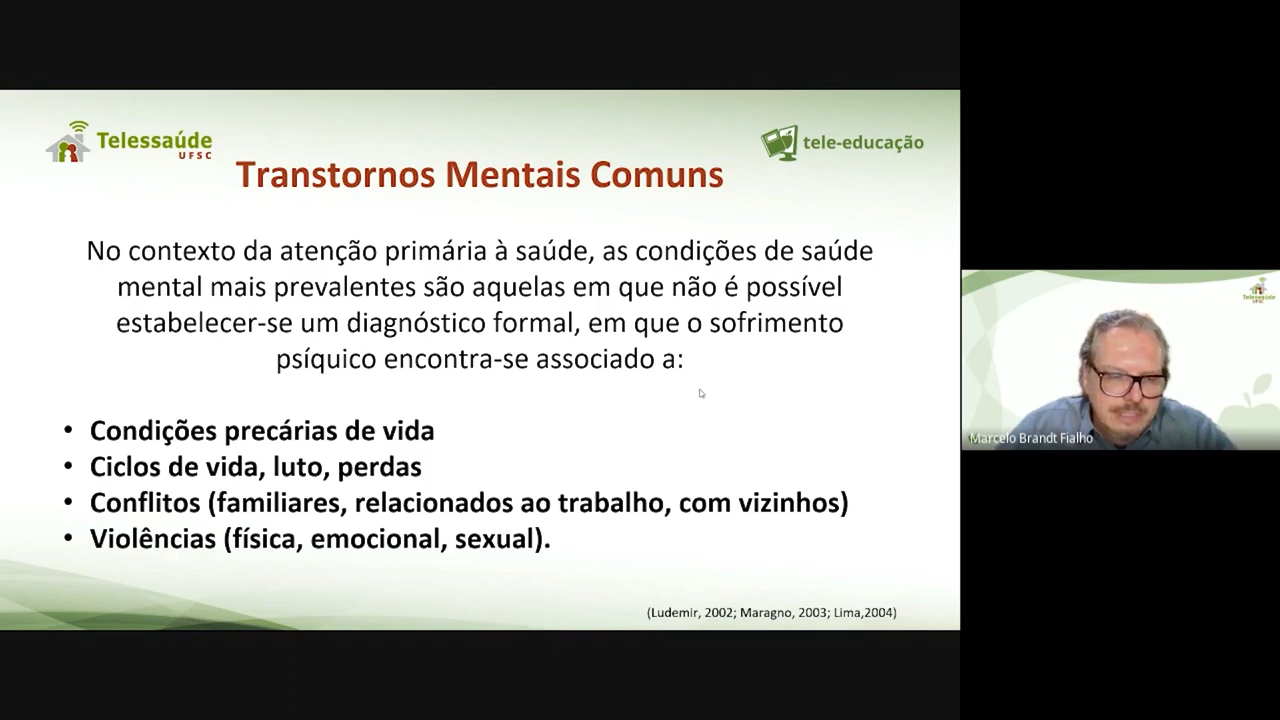 Telessaúde
UFSC
tele-educação
Transtornos Mentais Comuns
No contexto da atenção primária à saúde, as condições de saúde
mental mais prevalentes são aquelas em que não é possível
estabelecer-se um diagnóstico formal, em que o sofrimento
psíquico encontra-se associado a:
• Condições precárias de vida
• Ciclos de vida, luto, perdas
• Conflitos (familiares, relacionados ao trabalho, com vizinhos)
• Violências (física, emocional, sexual).
(Ludemir, 2002; Maragno, 2003; Lima,2004)
Telessaúde
UFSC
Marcelo Brandt Fialho